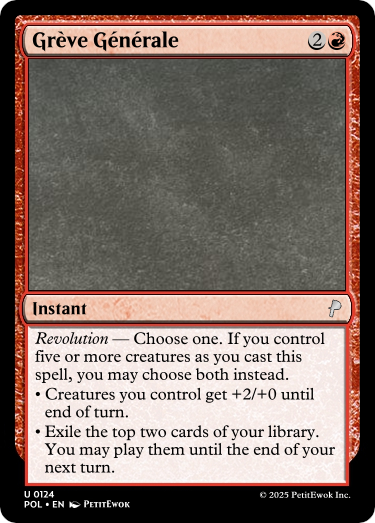 Grève Générale 2
Instant
Revolution — Choose one. If you control
five or more creatures as you cast this
spell, you may choose both instead.
• Creatures you control get +2/+0 until
end of turn.
• Exile the top two cards of your library.
You may play them until the end of your
next turn.
U 0124
POL • EN PetitEwok
© 2025 PetitEwok Inc.